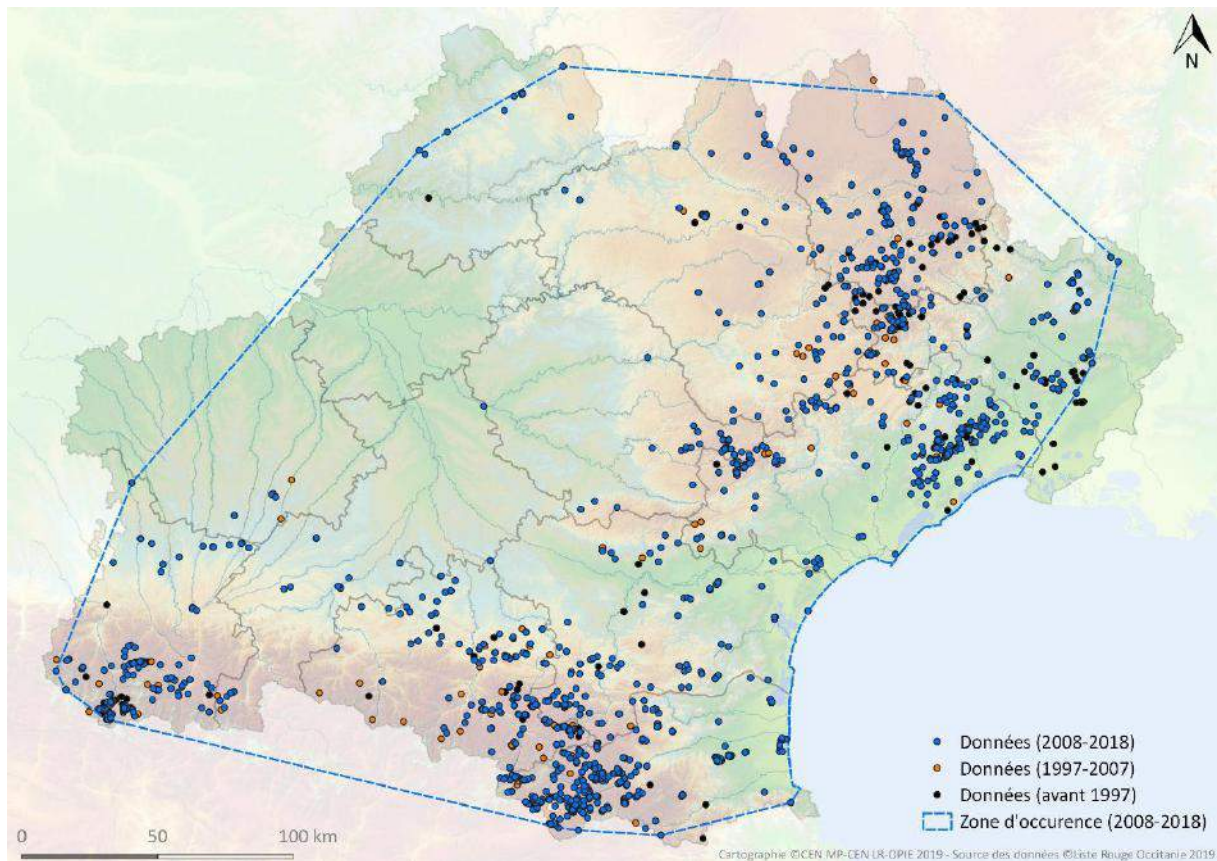 N
Données (2008-2018)
Données (1997-2007)
Données (avant 1997)
Zone d'occurence (2008-2018)
0 50 100 km
Cartographie ©CEN MP-CEN LR-OPIE 2019 - Source des données ©Liste Rouge Occitanie 2019